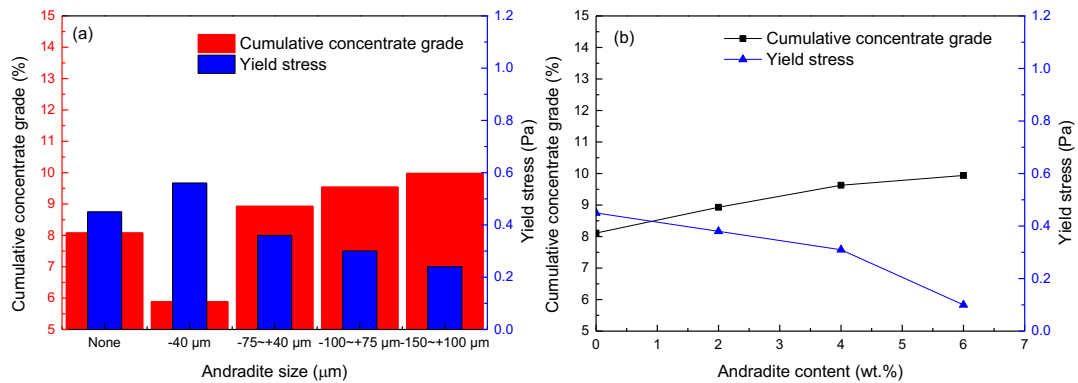 (a)
Cumulative concentrate grade
Yield stress
15
14
13
12
11
10
9
8
7
6
5
Cumulative concentrate grade (%)
1.2
1.0
0.8
0.6
0.4
0.2
0.0
Yield stress (Pa)
None
-40 μm
-75~+40 μm
-100~+75 μm
-150~+100 μm
Andradite size (μm)
(b)
Cumulative concentrate grade
Yield stress
15
14
13
12
11
10
9
8
7
6
5
Cumulative concentrate grade (%)
1.2
1.0
0.8
0.6
0.4
0.2
0.0
Yield stress (Pa)
0
1
2
3
4
5
6
7
Andradite content (wt.%)